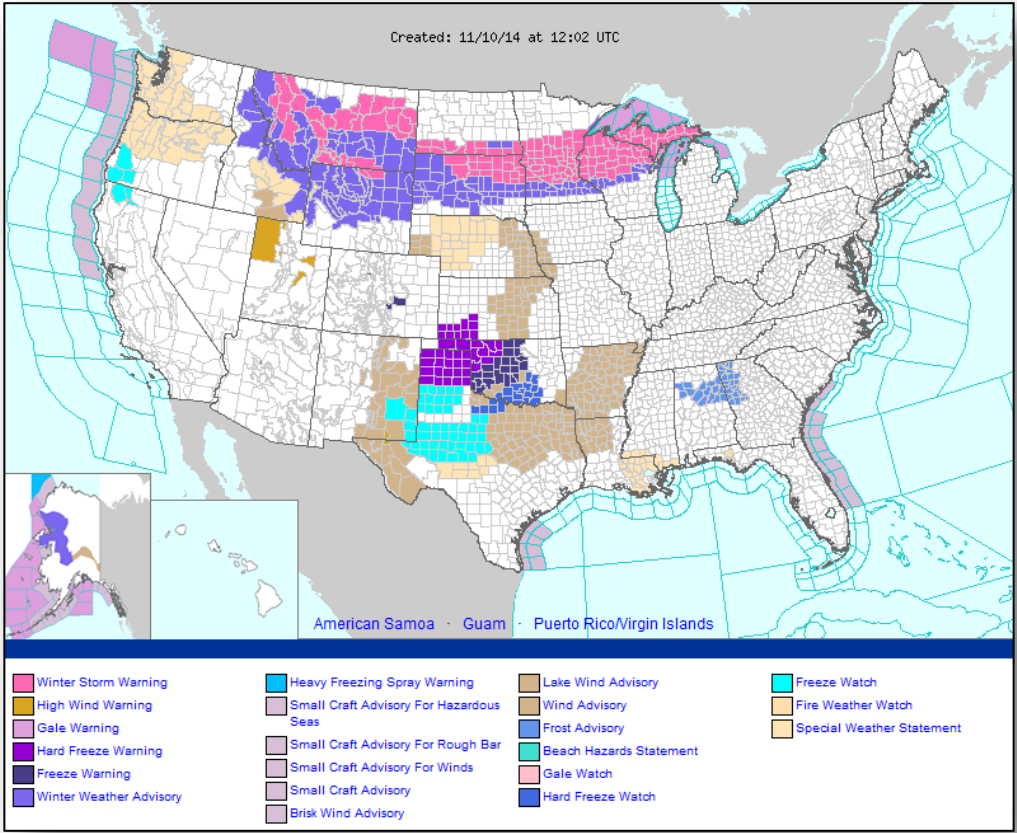 Created: 11/10/14 at 12:02 UTC
American Samoa · Guam · Puerto Rico/Virgin Islands
Winter Storm Warning
High Wind Warning
Gale Warning
Hard Freeze Warning
Freeze Warning
Winter Weather Advisory
Heavy Freezing Spray Warning
Small Craft Advisory For Hazardous
Seas
Small Craft Advisory For Rough Bar
Small Craft Advisory For Winds
Small Craft Advisory
Brisk Wind Advisory
Lake Wind Advisory
Wind Advisory
Frost Advisory
Beach Hazards Statement
Gale Watch
Hard Freeze Watch
Freeze Watch
Fire Weather Watch
Special Weather Statement